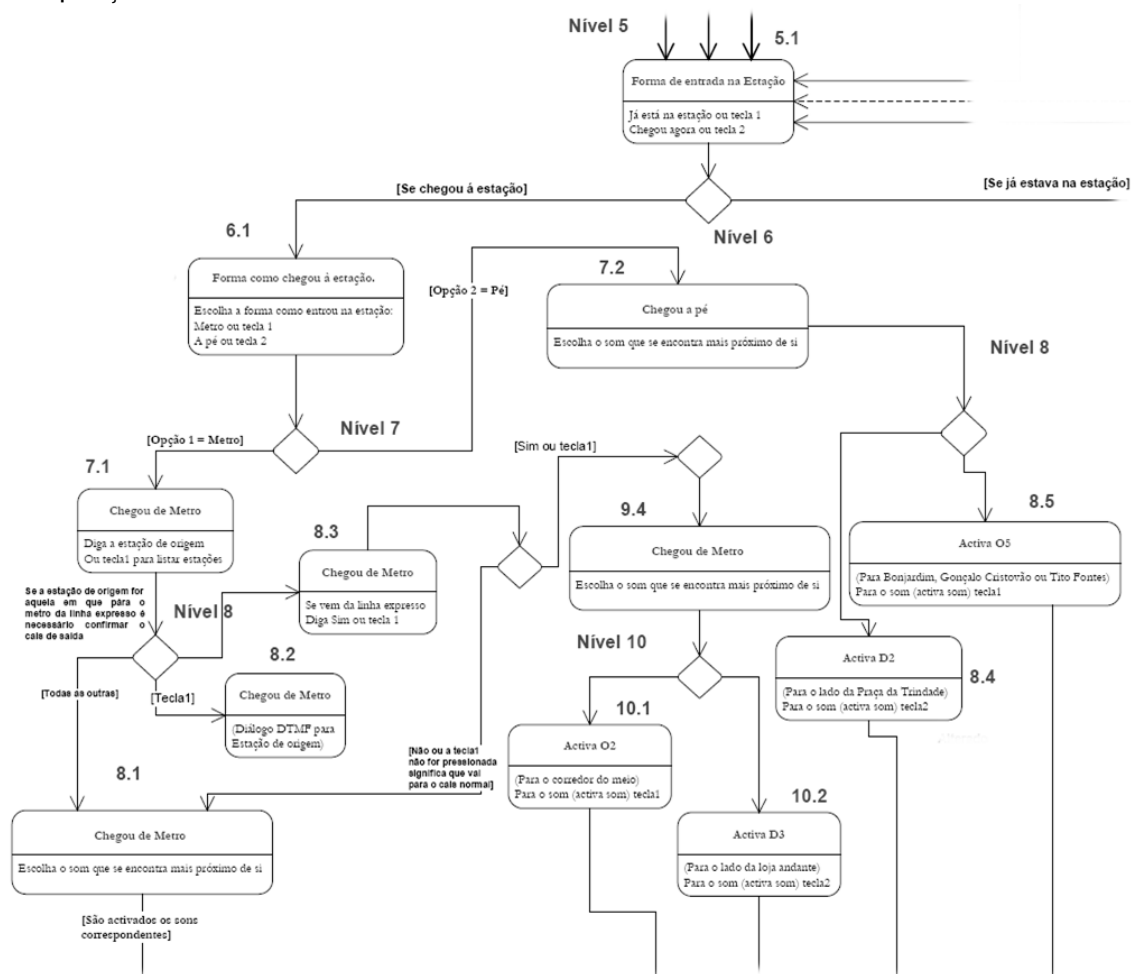 Nível 5
5.1
Forma de entrada na Estação
Já está na estação ou tecla 1
Chegou agora ou tecla 2
[Se chegou á estação]
[Se já estava na estação]
Nível 6
6.1
Forma como chegou á estação.
Escolha a forma como entrou na estação:
Metro ou tecla 1
A pé ou tecla 2
[Opção 2 = Pé]
7.2
Chegou a pé
Escolha o som que se encontra mais próximo de si
Nível 8
Nível 7
[Opção 1 = Metro]
[Sim ou tecla1]
7.1
Chegou de Metro
Diga a estação de origem
Ou tecla1 para listar estações
8.3
Chegou de Metro
Se vem da linha expresso
Diga Sim ou tecla 1
9.4
Chegou de Metro
Escolha o som que se encontra mais próximo de si
8.5
Activa O5
(Para Bonjardim, Gonçalo Cristovão ou Tito Fontes)
Para o som (activa som) tecla1
Se a estação de origem for
aquela em que pára o
metro da linha expresso é
necessário confirmar o
cais de saída
Nível 8
[Todas as outras]
[Tecla1]
8.2
Chegou de Metro
(Diálogo DTMF para
Estação de origem)
Nível 10
Activa D2
(Para o lado da Praça da Trindade)
Para o som (activa som) tecla2
8.4
10.1
Activa O2
(Para o corredor do meio)
Para o som (activa som) tecla1
[Não ou a tecla1
não for pressionada
significa que vai
para o cais normal]
10.2
Activa D3
(Para o lado da loja andante)
Para o som (activa som) tecla2
8.1
Chegou de Metro
Escolha o som que se encontra mais próximo de si
[São activados os sons
correspondentes]